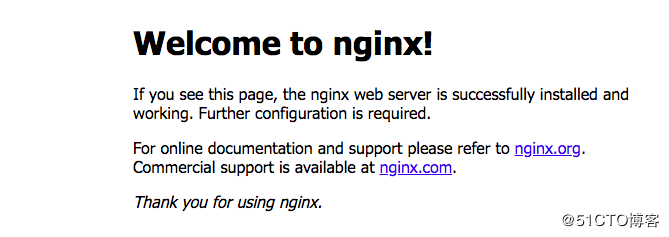 Welcome to nginx!
If you see this page, the nginx web server is successfully installed and
working. Further configuration is required.
For online documentation and support please refer to nginx.org.
Commercial support is available at nginx.com.
Thank you for using nginx.
@51CTO博客